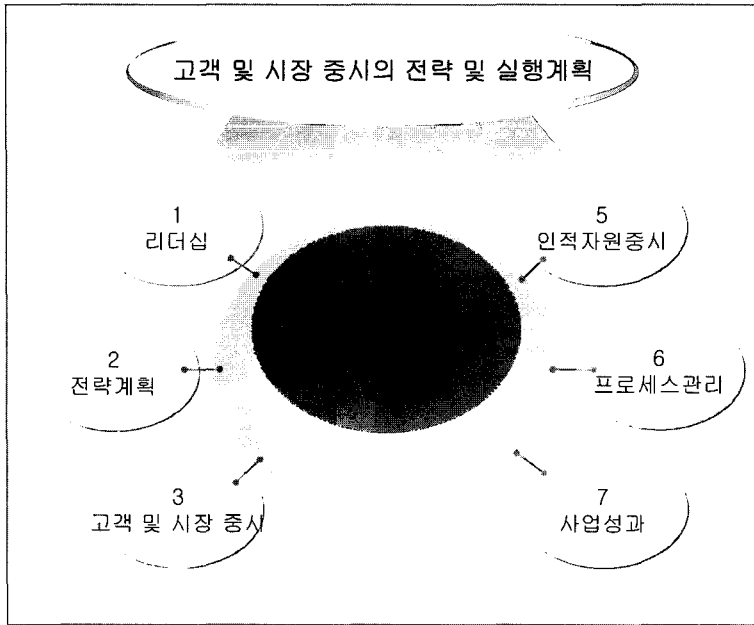 고객 및 시장 중시의 전략 및 실행계획
1
리더십
5
인적자원중시
2
전략계획
6
프로세스관리
3
고객 및 시장 중시
7
사업성과